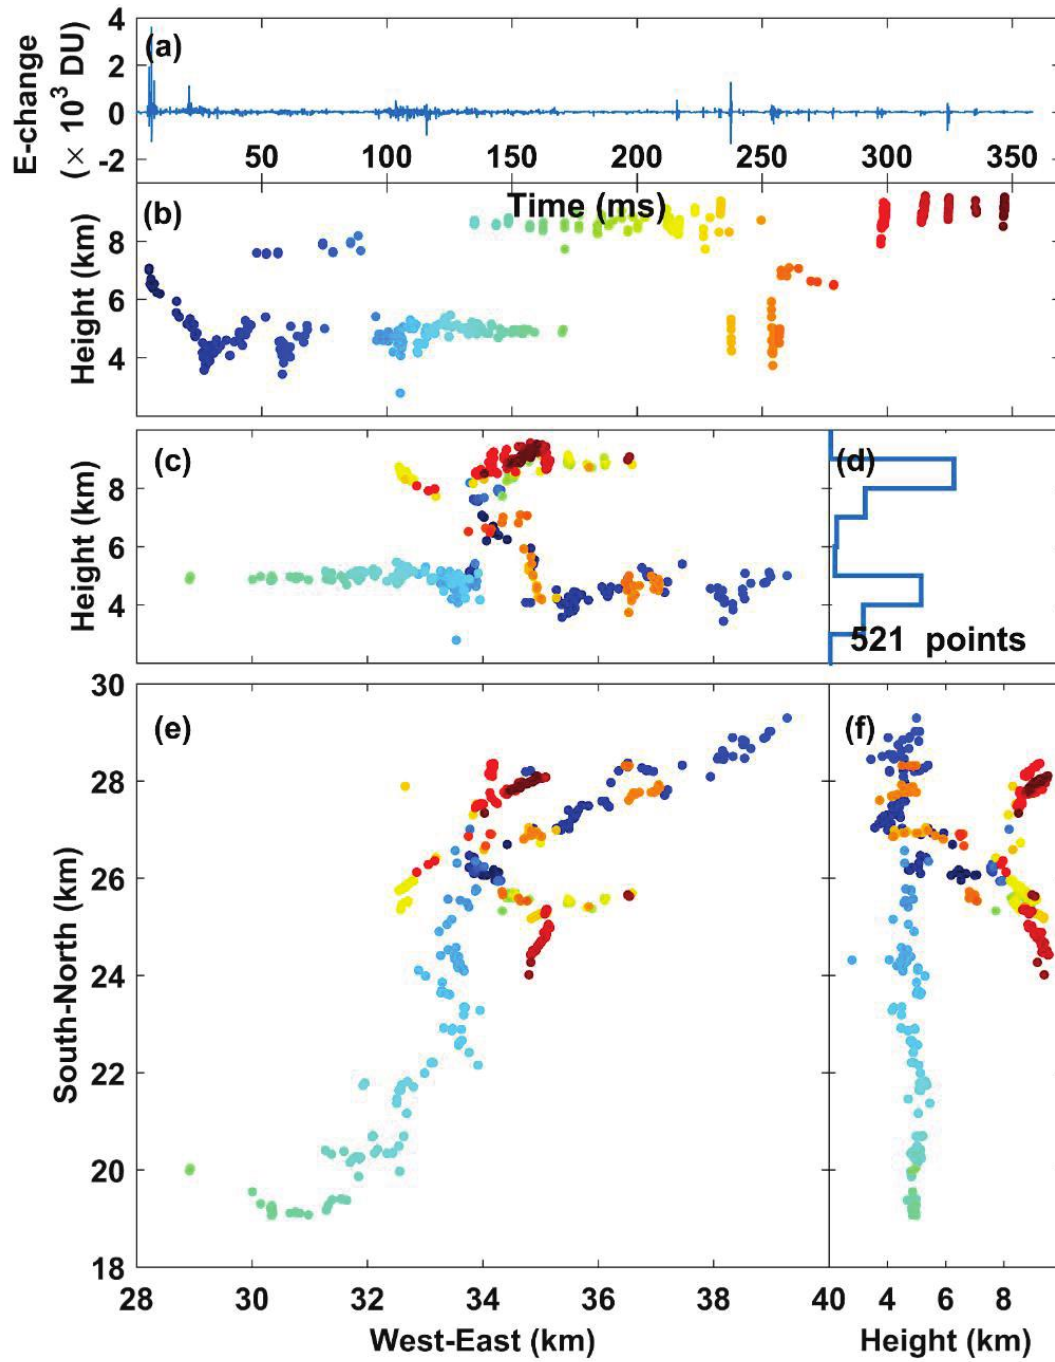 4
(a)
2
0
-2
E-change
(× 10³ DU)
50 100 150 200 250 300 350
Time (ms)
(b)
8
6
4
Height (km)
(c)
8
6
4
Height (km)
(d)
521 points
30
(e)
28
26
24
22
20
18
South-North (km)
(f)
28 30 32 34 36 38 40 4 6 8
West-East (km) Height (km)